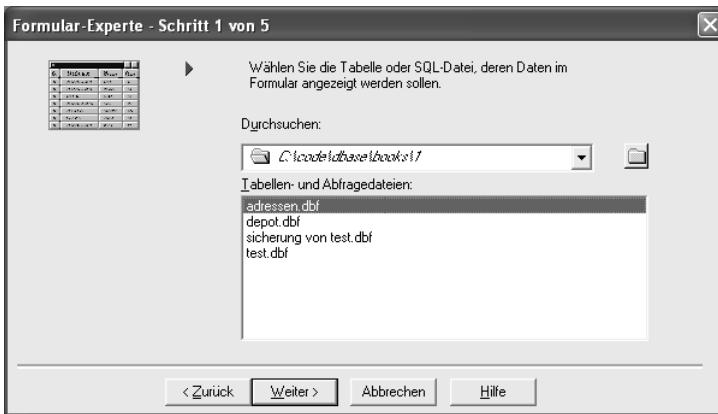 Formular-Experte - Schritt 1 von 5
Wählen Sie die Tabelle oder SQL-Datei, deren Daten im
Formular angezeigt werden sollen.
Durchsuchen:
C:\code\dbase\books\1
Tabellen- und Abfragedateien:
adressen.dbf
depot.dbf
sicherung von test.dbf
test.dbf
< Zurück Weiter > Abbrechen Hilfe